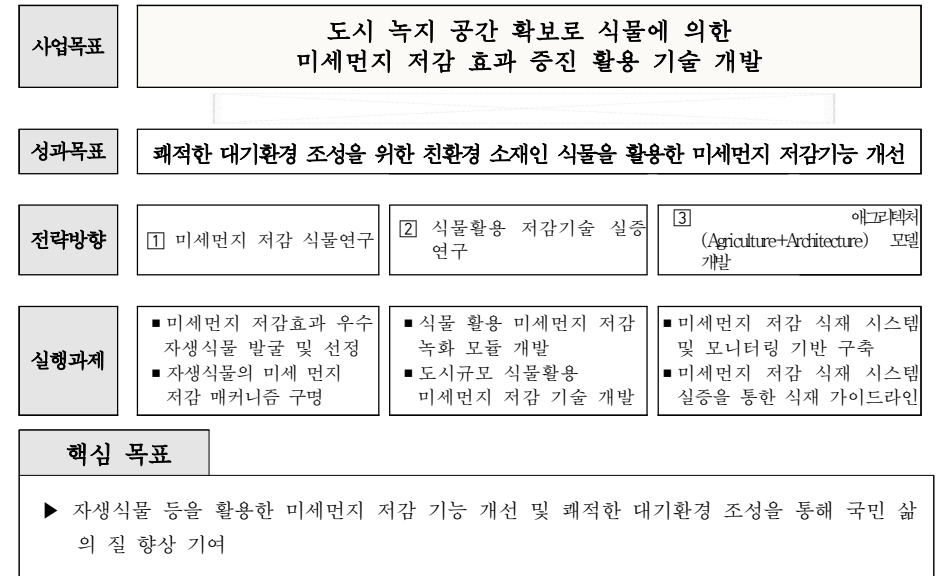 사업목표
도시 녹지 공간 확보로 식물에 의한
미세먼지 저감 효과 증진 활용 기술 개발
성과목표
쾌적한 대기환경 조성을 위한 친환경 소재인 식물을 활용한 미세먼지 저감기능 개선
전략방향
1 미세먼지 저감 식물연구
2 식물활용 저감기술 실증
연구
3 애그리텍처
(Agriculture+Architecture) 모델
개발
실행과제
▪ 미세먼지 저감효과 우수
자생식물 발굴 및 선정
▪ 자생식물의 미세 먼지
저감 매커니즘 구명
▪ 식물 활용 미세먼지 저감
녹화 모듈 개발
▪ 도시규모 식물활용
미세먼지 저감 기술 개발
▪ 미세먼지 저감 식재 시스템
및 모니터링 기반 구축
▪ 미세먼지 저감 식재 시스템
실증을 통한 식재 가이드라인
핵심 목표
▶ 자생식물 등을 활용한 미세먼지 저감 기능 개선 및 쾌적한 대기환경 조성을 통해 국민 삶
의 질 향상 기여